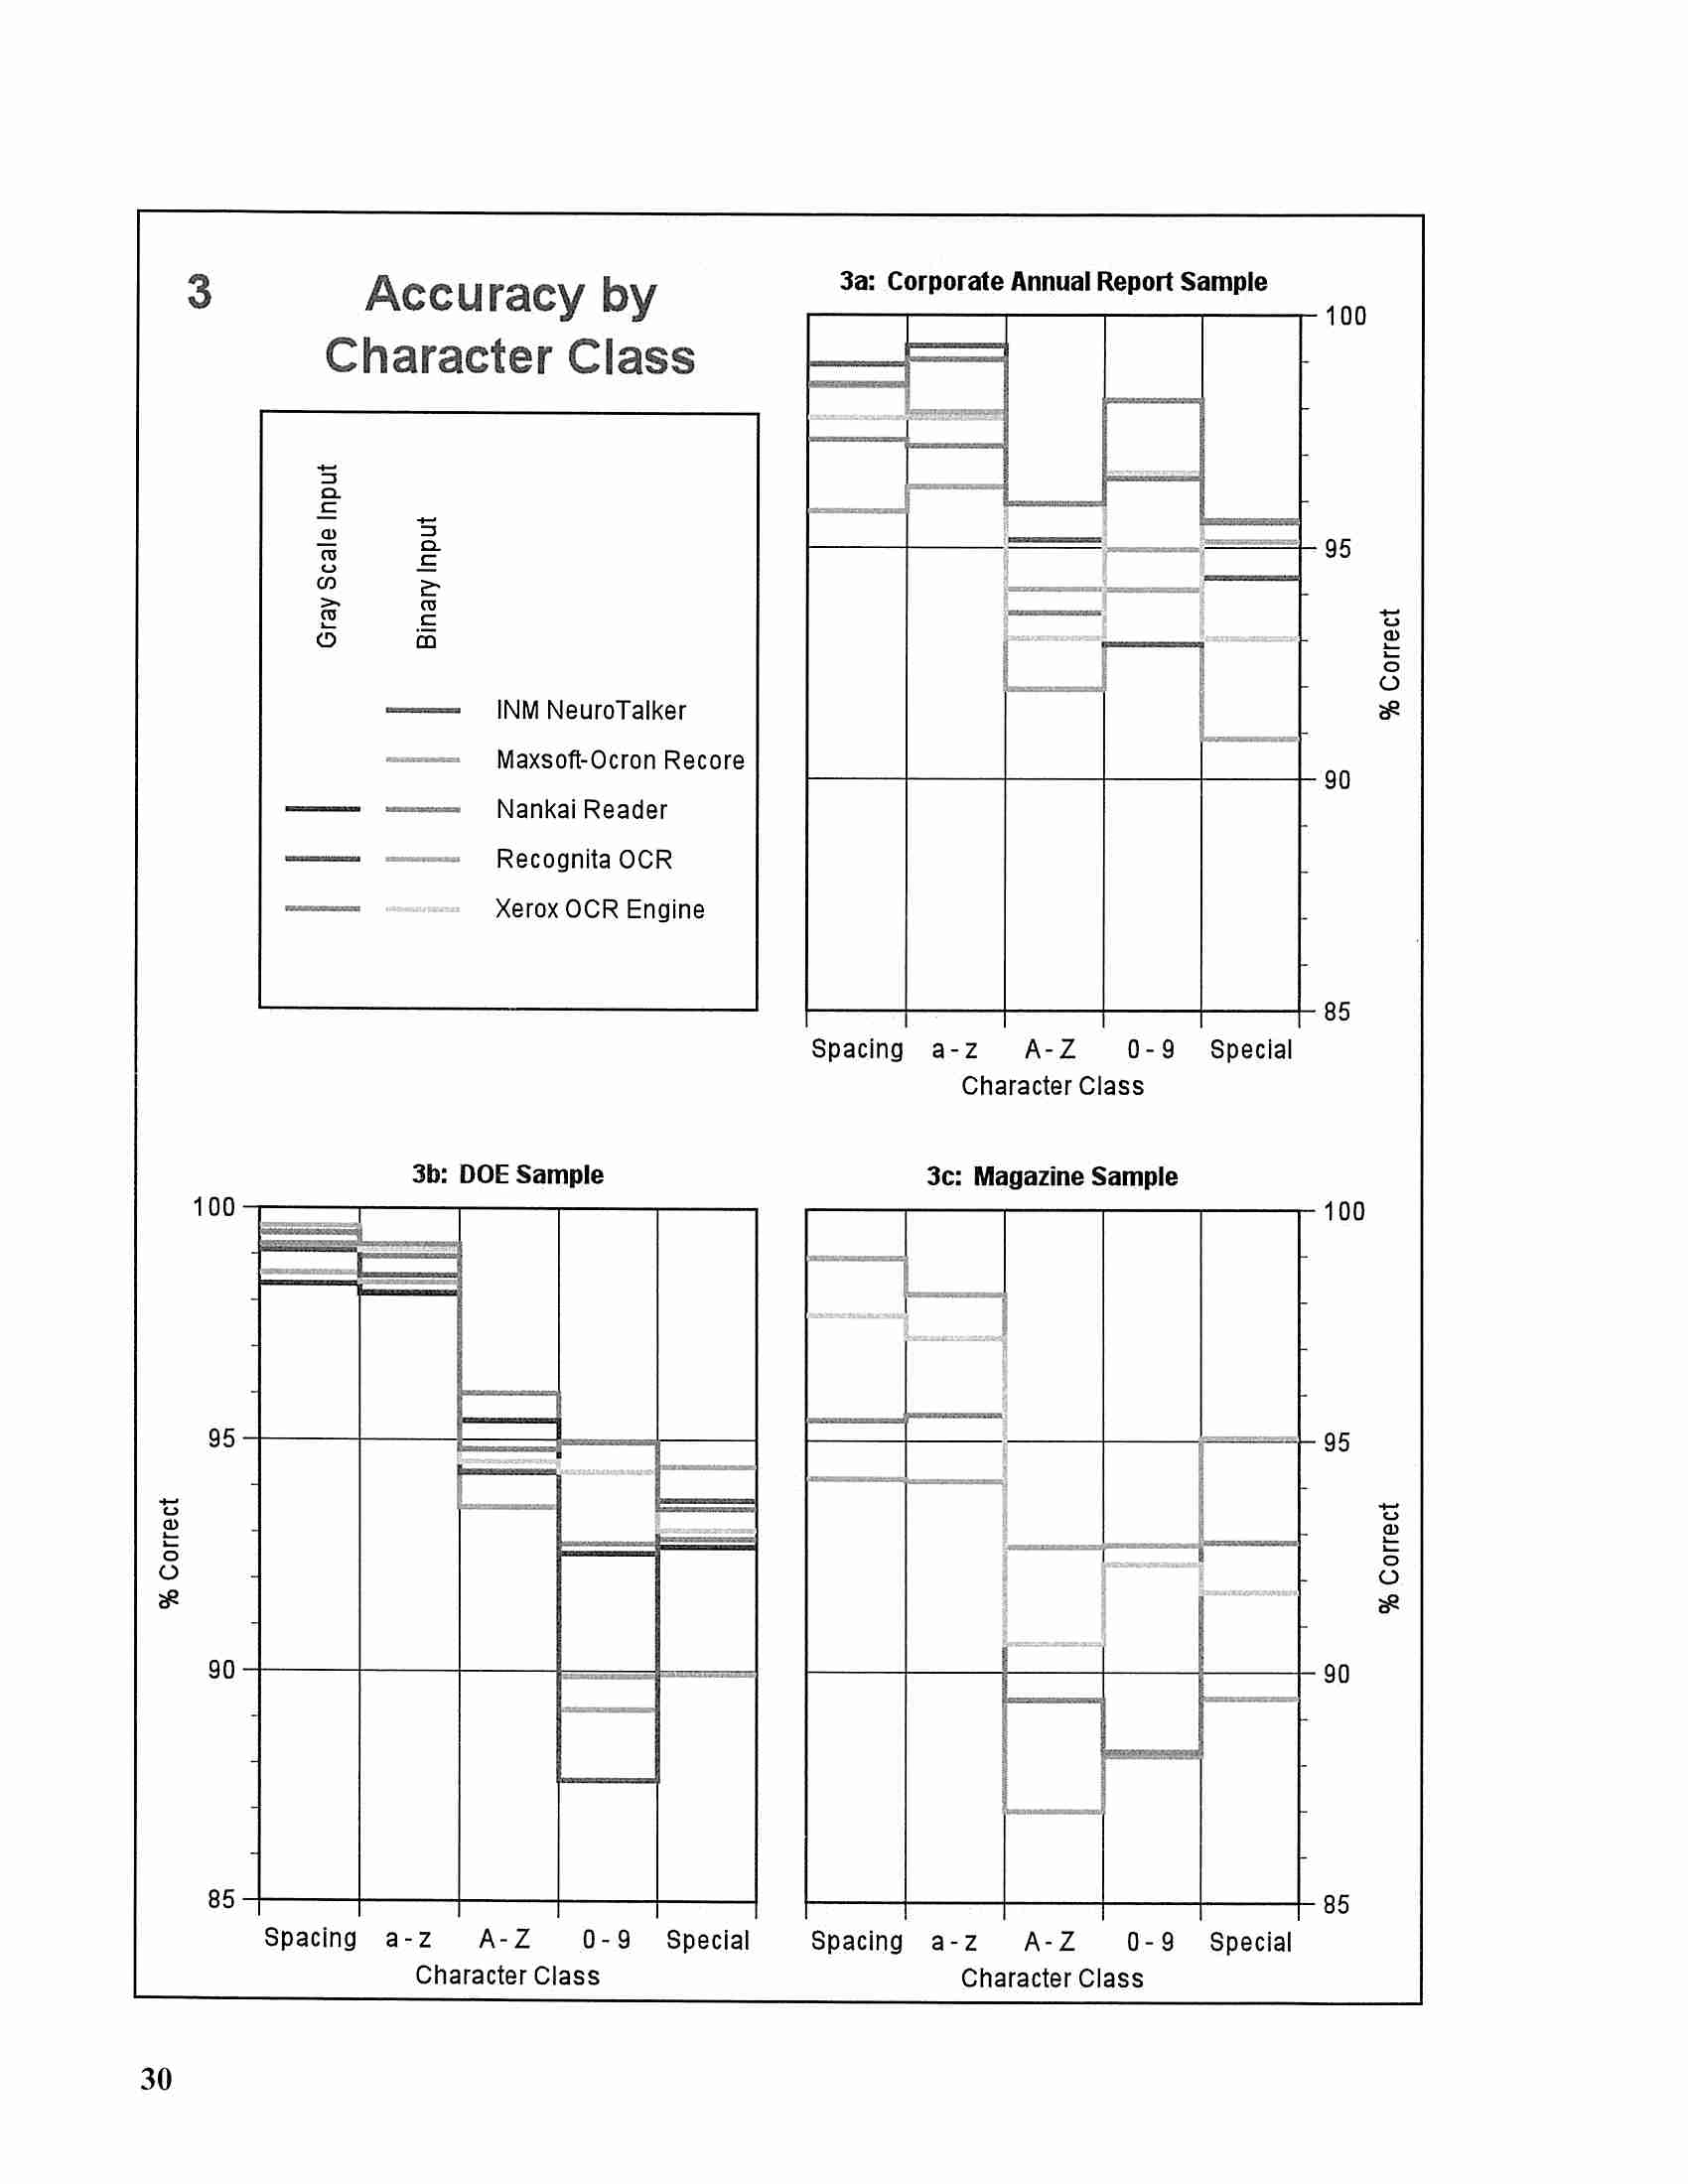 3
Accuracy by
Character Class
Gray Scale Input
Binary Input
INM NeuroTalker
Maxsoft-Ocron Recore
Nankai Reader
Recognita OCR
Xerox OCR Engine
3a: Corporate Annual Report Sample
100
95
90
85
% Correct
Spacing a - z A - Z 0 - 9 Special
Character Class
3b: DOE Sample
100
95
90
85
% Correct
Spacing a - z A - Z 0 - 9 Special
Character Class
3c: Magazine Sample
100
95
90
85
% Correct
Spacing a - z A - Z 0 - 9 Special
Character Class
30